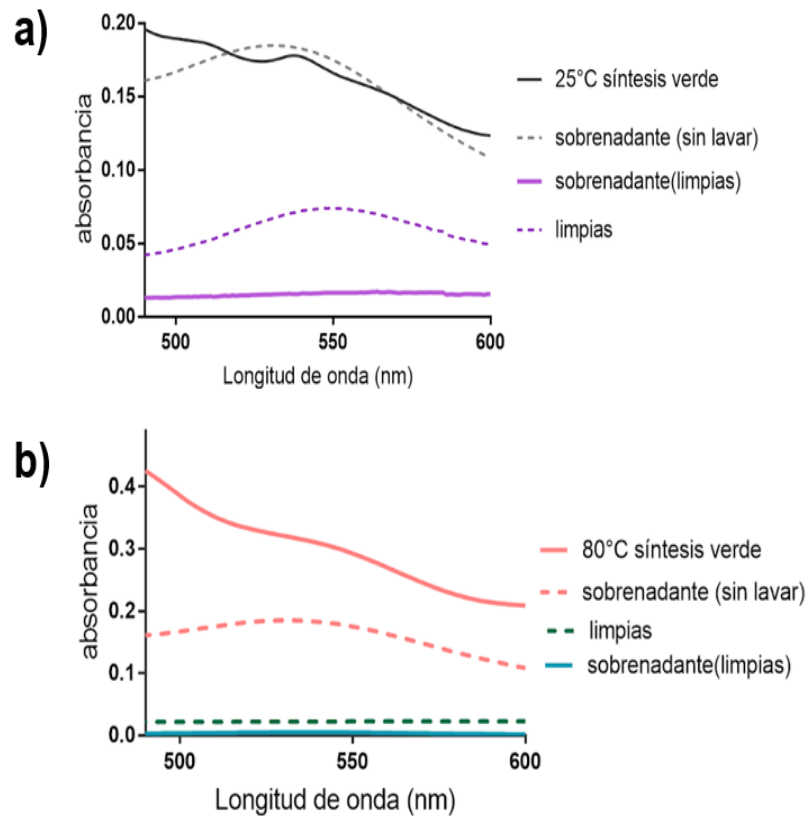 a)
0.20
0.15
0.10
0.05
0.00
absorbancia
500
550
600
Longitud de onda (nm)
25°C síntesis verde
sobrenadante (sin lavar)
sobrenadante(limpias)
limpias
b)
0.4
0.3
0.2
0.1
0.0
absorbancia
500
550
600
Longitud de onda (nm)
80°C síntesis verde
sobrenadante (sin lavar)
limpias
sobrenadante(limpias)